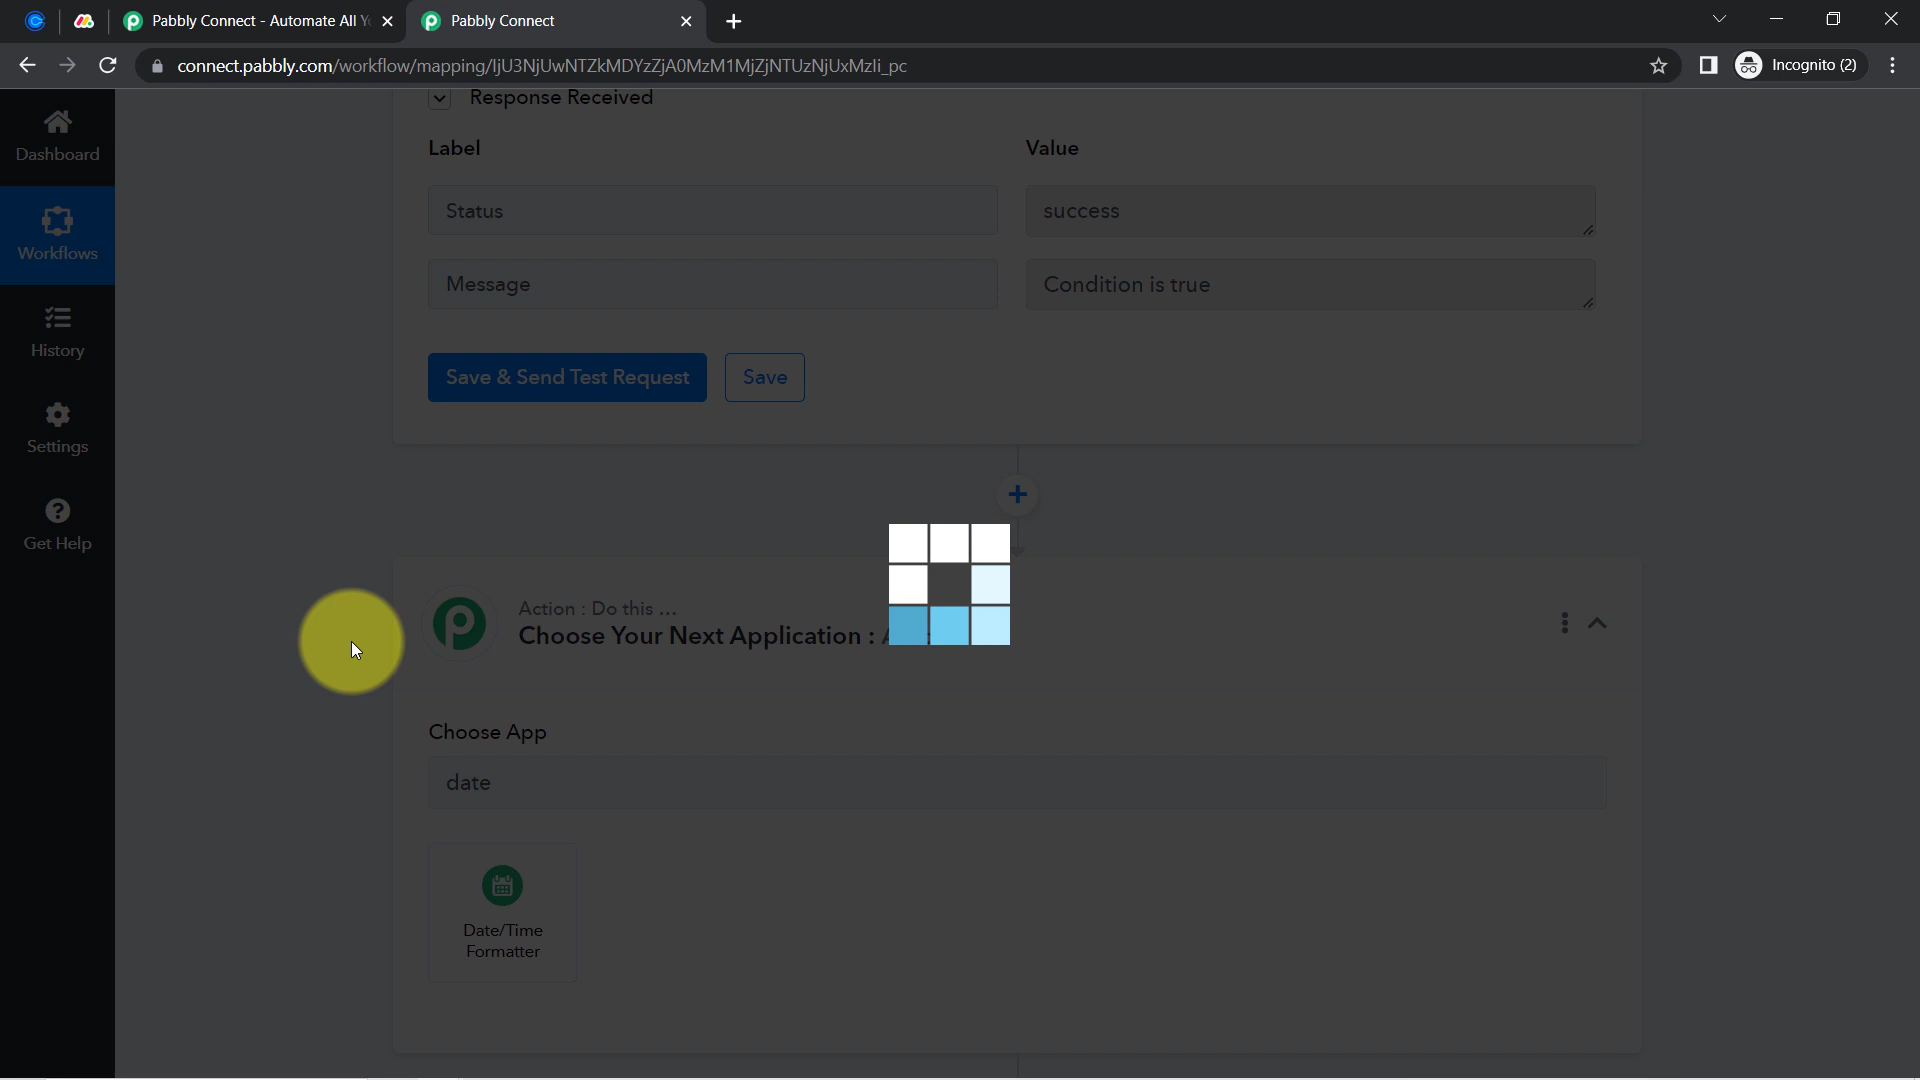 Pabbly Connect - Automate All Y
Pabbly Connect
connect.pabbly.com/workflow/mapping/IjU3NjUwNTZkMDYzZjA0MzM1MjZjNTUzNjUxMzIi_pc
Incognito (2)
Dashboard
Workflows
History
Settings
Get Help
Response Received
Label
Value
Status
success
Message
Condition is true
Save & Send Test Request
Save
Action : Do this ...
Choose Your Next Application :
Choose App
date
Date/Time
Formatter